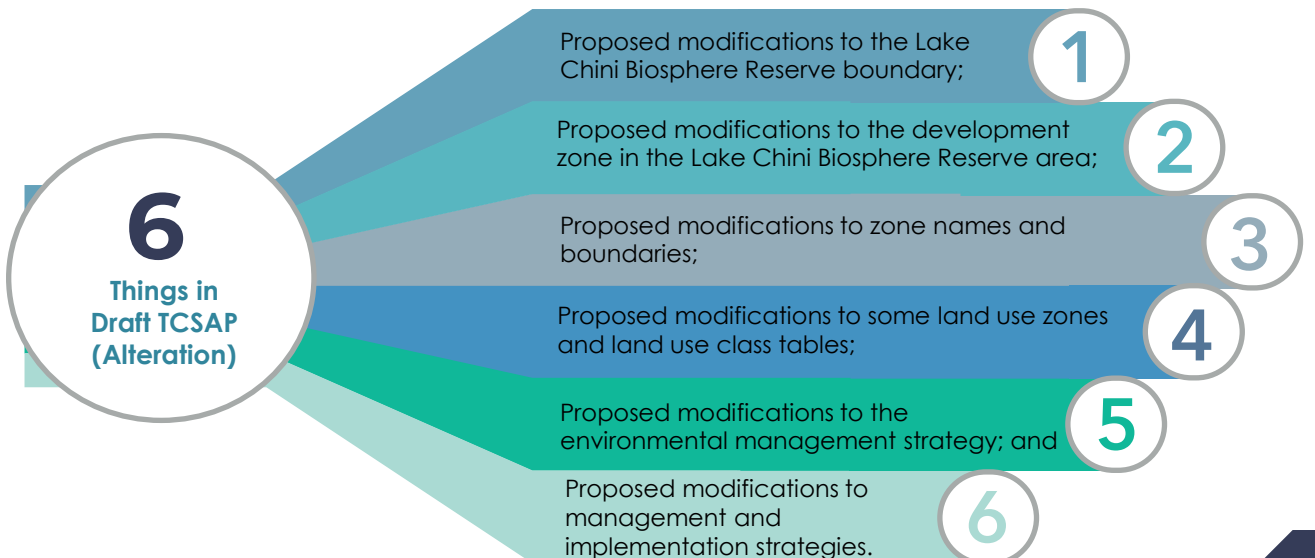 6
Things in
Draft TCSAP
(Alteration)
Proposed modifications to the Lake
Chini Biosphere Reserve boundary;
1
Proposed modifications to the development
zone in the Lake Chini Biosphere Reserve area;
2
Proposed modifications to zone names and
boundaries;
3
Proposed modifications to some land use zones
and land use class tables;
4
Proposed modifications to the
environmental management strategy; and
5
Proposed modifications to
management and
implementation strategies.
6